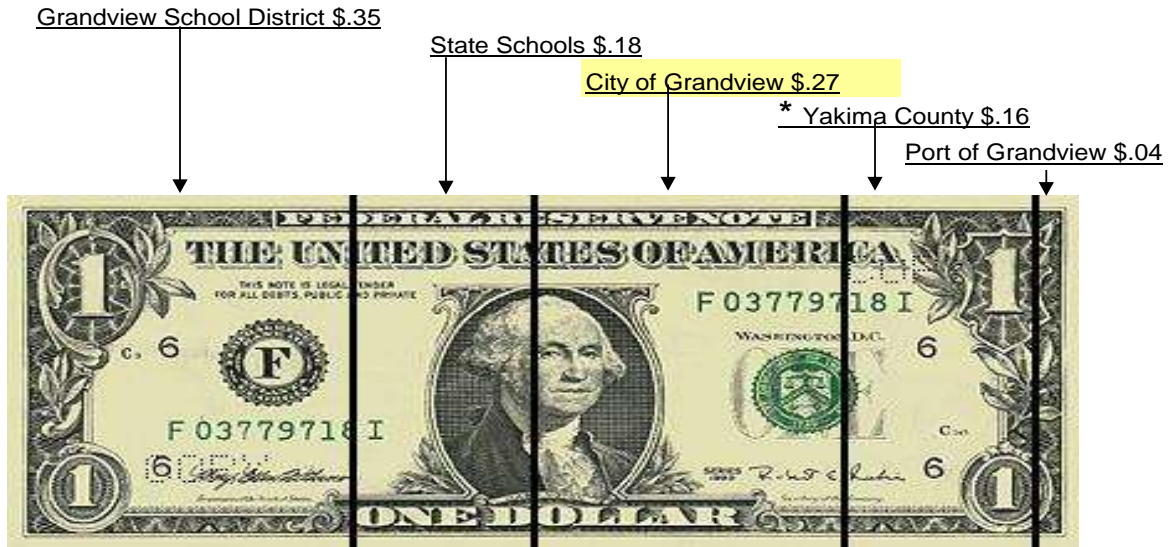 Grandview School District $.35
State Schools $.18
City of Grandview $.27
* Yakima County $.16
Port of Grandview $.04
FEDERAL RESERVE NOTE
THE UNITED STATES OF AMERICA
THIS NOTE IS LEGAL TENDER
FOR ALL DEBTS, PUBLIC AND PRIVATE
F 03779718 I
WASHINGTON, D.C.
1
1
6
6
F
ONE
F 03779718 I
6
6
SERIES
1
1
ONE DOLLAR